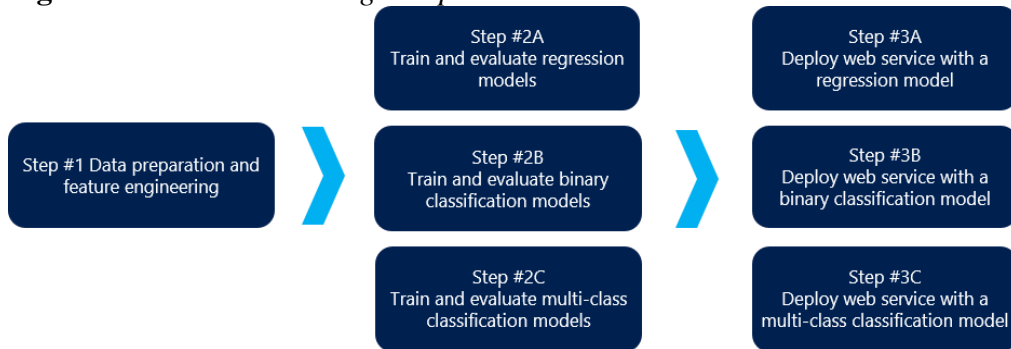 Step #1 Data preparation and
feature engineering
Step #2A
Train and evaluate regression
models
Step #2B
Train and evaluate binary
classification models
Step #2C
Train and evaluate multi-class
classification models
Step #3A
Deploy web service with a
regression model
Step #3B
Deploy web service with a
binary classification model
Step #3C
Deploy web service with a
multi-class classification model